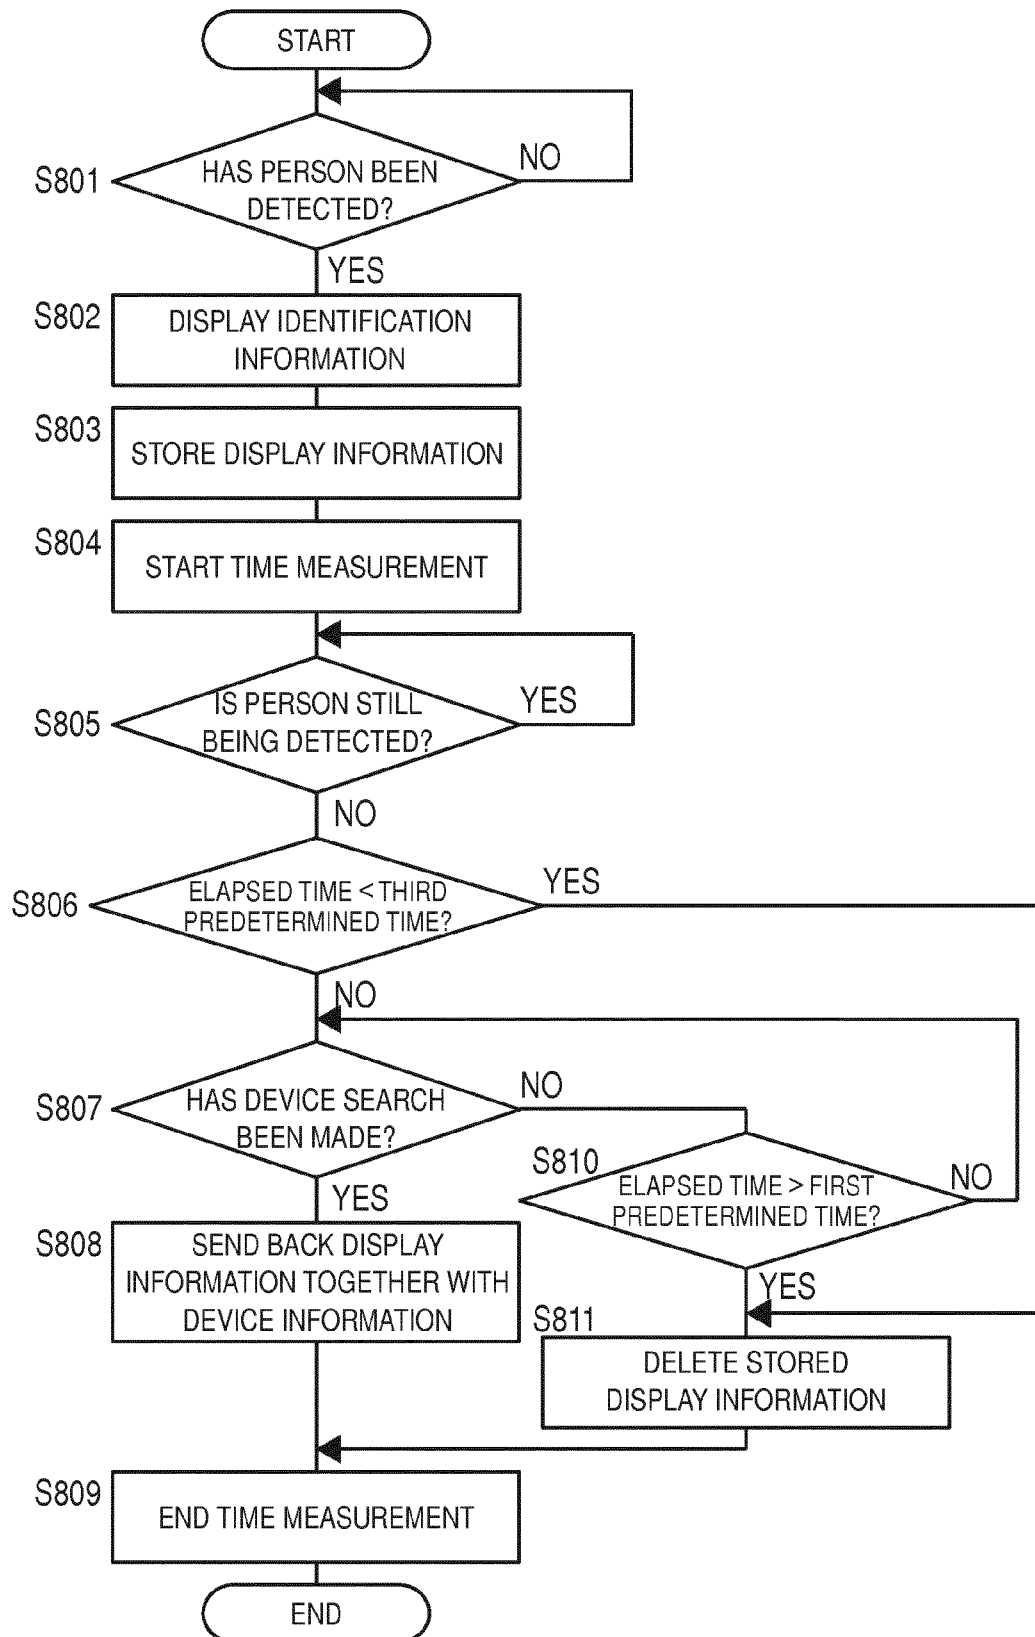 START
S801
HAS PERSON BEEN
DETECTED?
NO
YES
S802
DISPLAY IDENTIFICATION
INFORMATION
S803
STORE DISPLAY INFORMATION
S804
START TIME MEASUREMENT
S805
IS PERSON STILL
BEING DETECTED?
YES
NO
S806
ELAPSED TIME < THIRD
PREDETERMINED TIME?
YES
NO
S807
HAS DEVICE SEARCH
BEEN MADE?
NO
YES
S810
ELAPSED TIME > FIRST
PREDETERMINED TIME?
NO
YES
S808
SEND BACK DISPLAY
INFORMATION TOGETHER WITH
DEVICE INFORMATION
S811
DELETE STORED
DISPLAY INFORMATION
S809
END TIME MEASUREMENT
END